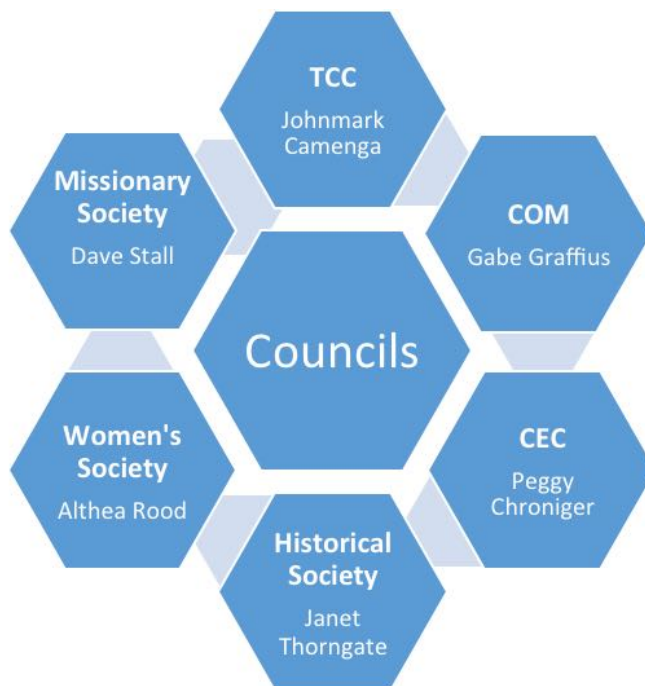 TCC
Johnmark
Camenga
COM
Gabe Graffius
CEC
Peggy
Chroniger
Historical
Society
Janet
Thorngate
Women's
Society
Althea Rood
Missionary
Society
Dave Stall
Councils